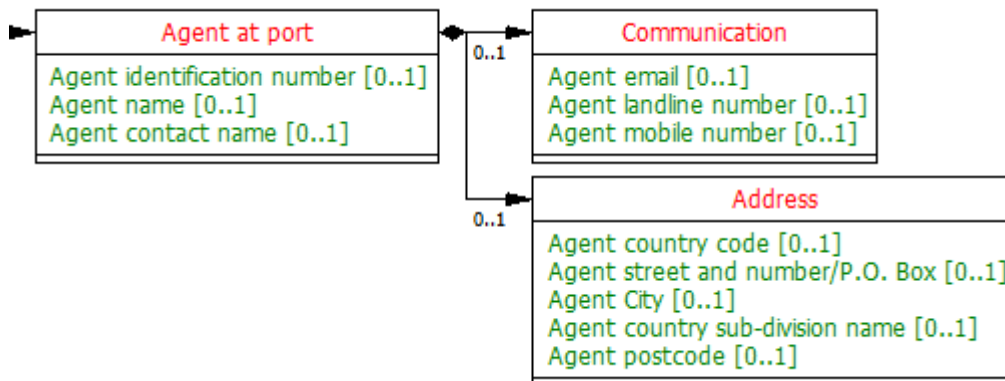 Agent at port
Agent identification number [0..1]
Agent name [0..1]
Agent contact name [0..1]
0..1
Communication
Agent email [0..1]
Agent landline number [0..1]
Agent mobile number [0..1]
0..1
Address
Agent country code [0..1]
Agent street and number/P.O. Box [0..1]
Agent City [0..1]
Agent country sub-division name [0..1]
Agent postcode [0..1]